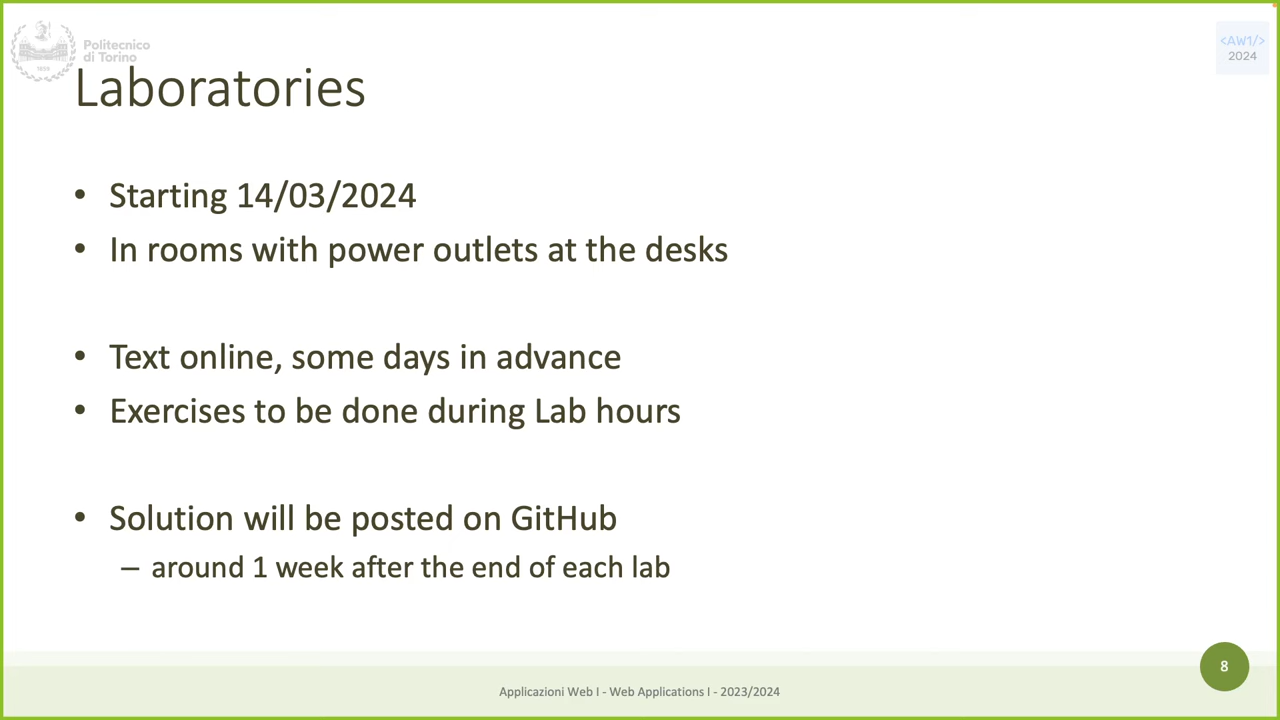 Politecnico
di Torino
1859
<AW1/>
2024
Laboratories
• Starting 14/03/2024
• In rooms with power outlets at the desks
• Text online, some days in advance
• Exercises to be done during Lab hours
• Solution will be posted on GitHub
– around 1 week after the end of each lab
8
Applicazioni Web I - Web Applications I - 2023/2024